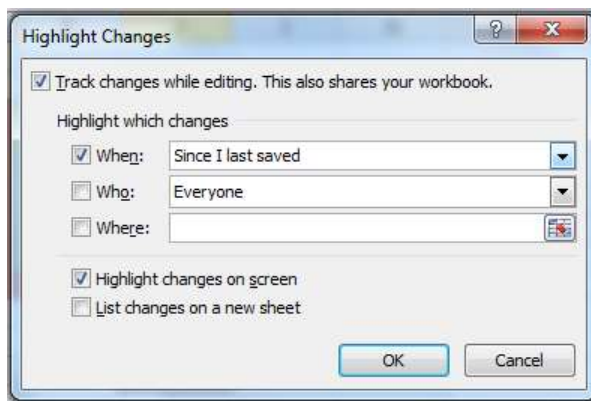 Highlight Changes
Track changes while editing. This also shares your workbook.
Highlight which changes
When: Since I last saved
Who: Everyone
Where:
Highlight changes on screen
List changes on a new sheet
OK Cancel